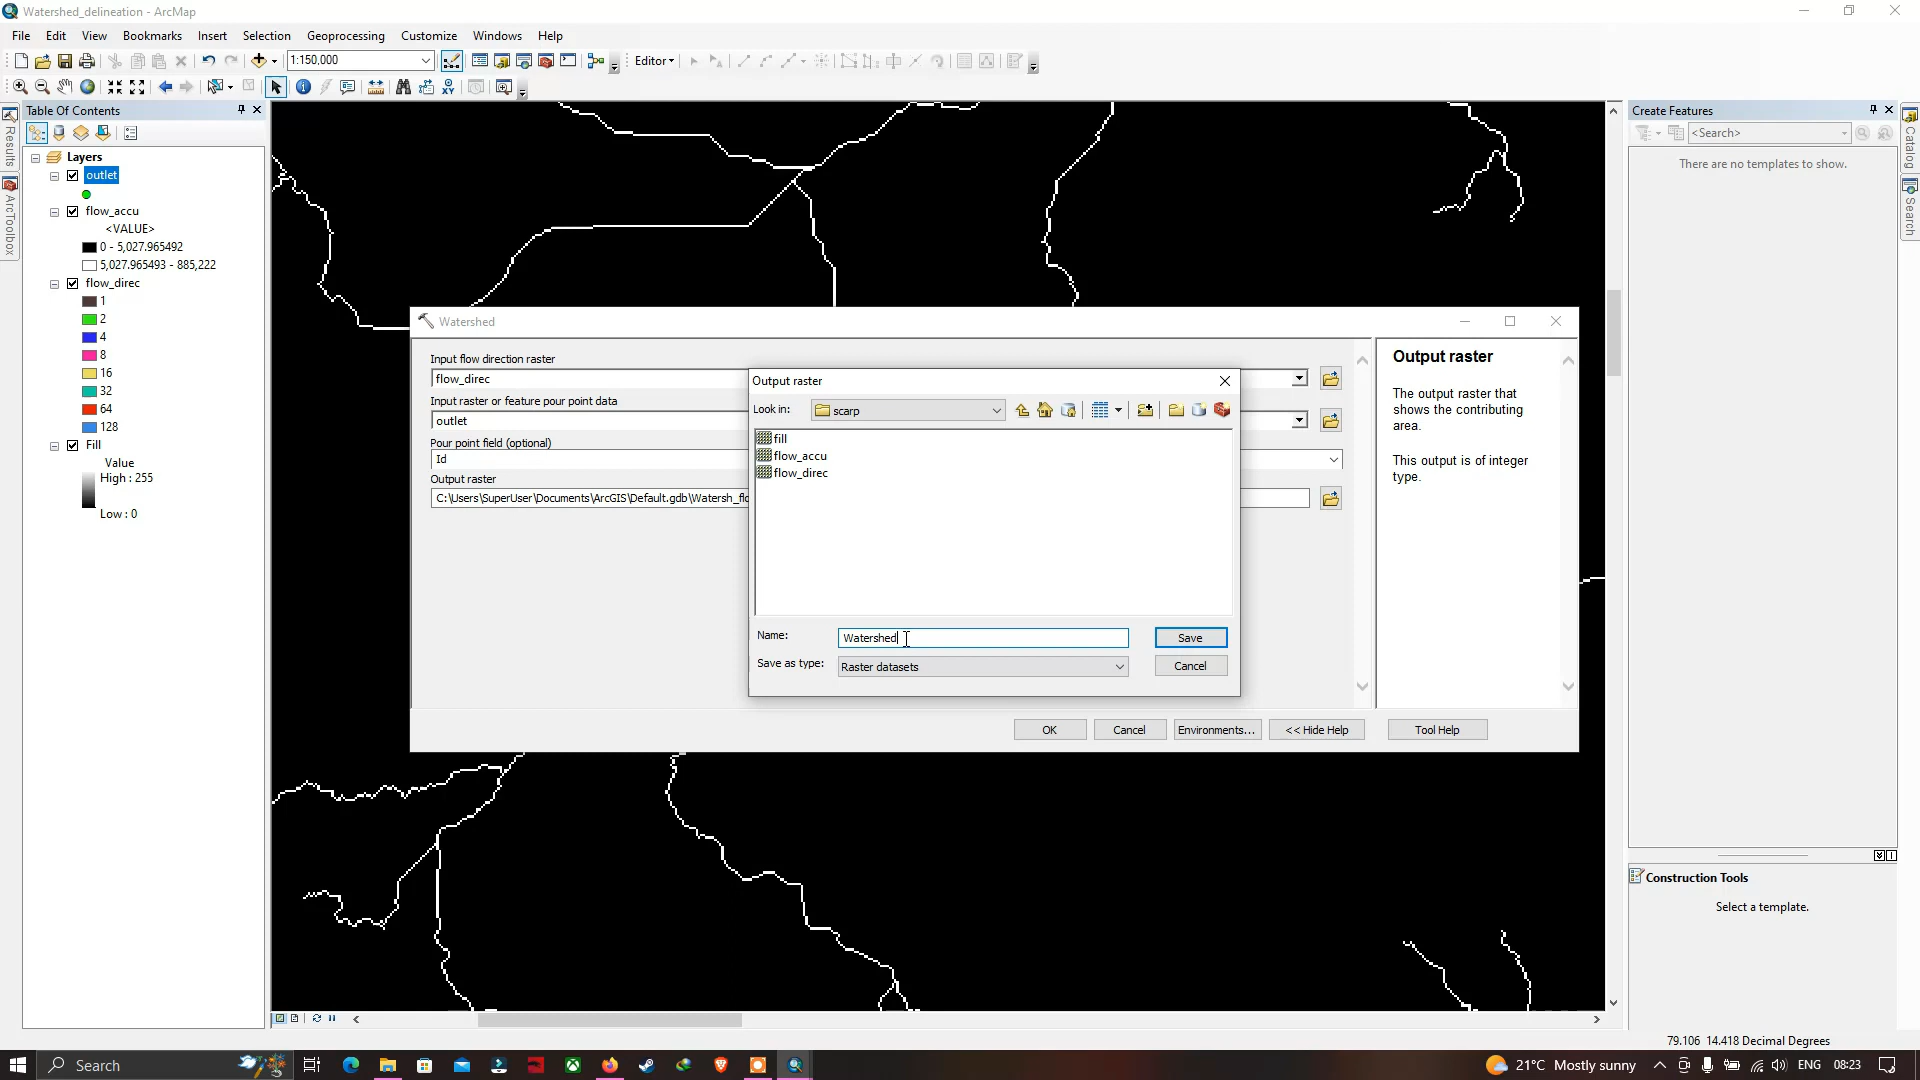 Watershed_delineation - ArcMap
File Edit View Bookmarks Insert Selection Geoprocessing Customize Windows Help
1:150,000
Editor
Table Of Contents
Layers
outlet
flow_accu
<VALUE>
0 - 5,027.965492
5,027.965493 - 885,222
flow_direc
1
2
4
8
16
32
64
128
Fill
Value
High : 255
Low : 0
Results
ArcToolbox
Watershed
Input flow direction raster
flow_direc
Input raster or feature pour point data
outlet
Pour point field (optional)
Id
Output raster
C:\Users\SuperUser\Documents\ArcGIS\Default.gdb\Watersh_flo
Output raster
Look in:
scarp
fill
flow_accu
flow_direc
Name:
Watershed
Save
Save as type:
Raster datasets
Cancel
Output raster
The output raster that
shows the contributing
area.
This output is of integer
type.
OK
Cancel
Environments...
<< Hide Help
Tool Help
Create Features
<Search>
There are no templates to show.
Construction Tools
Select a template.
Catalog
Search
79.106 14.418 Decimal Degrees
Search
21°C Mostly sunny
ENG
08:23